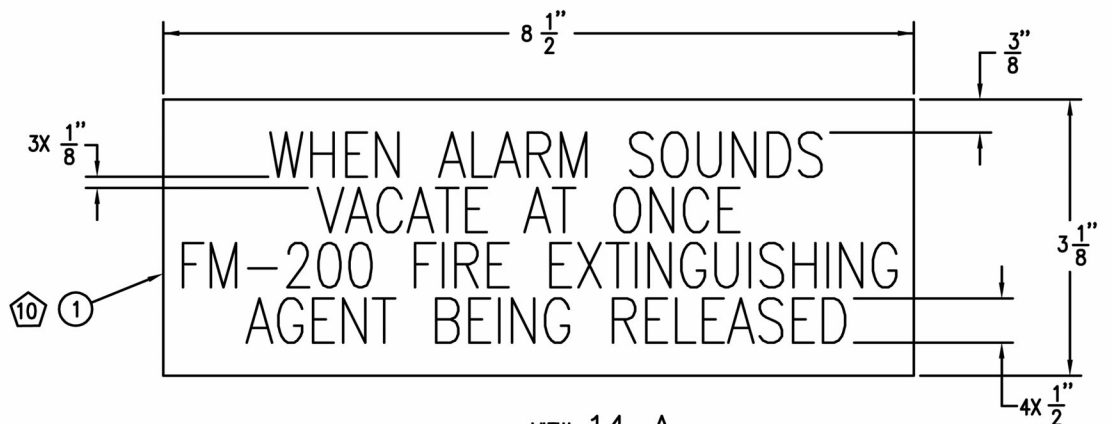 8 1/2"
3/8"
3X 1/8"
WHEN ALARM SOUNDS
VACATE AT ONCE
FM-200 FIRE EXTINGUISHING
AGENT BEING RELEASED
3 1/8"
10 1
4X 1/2"